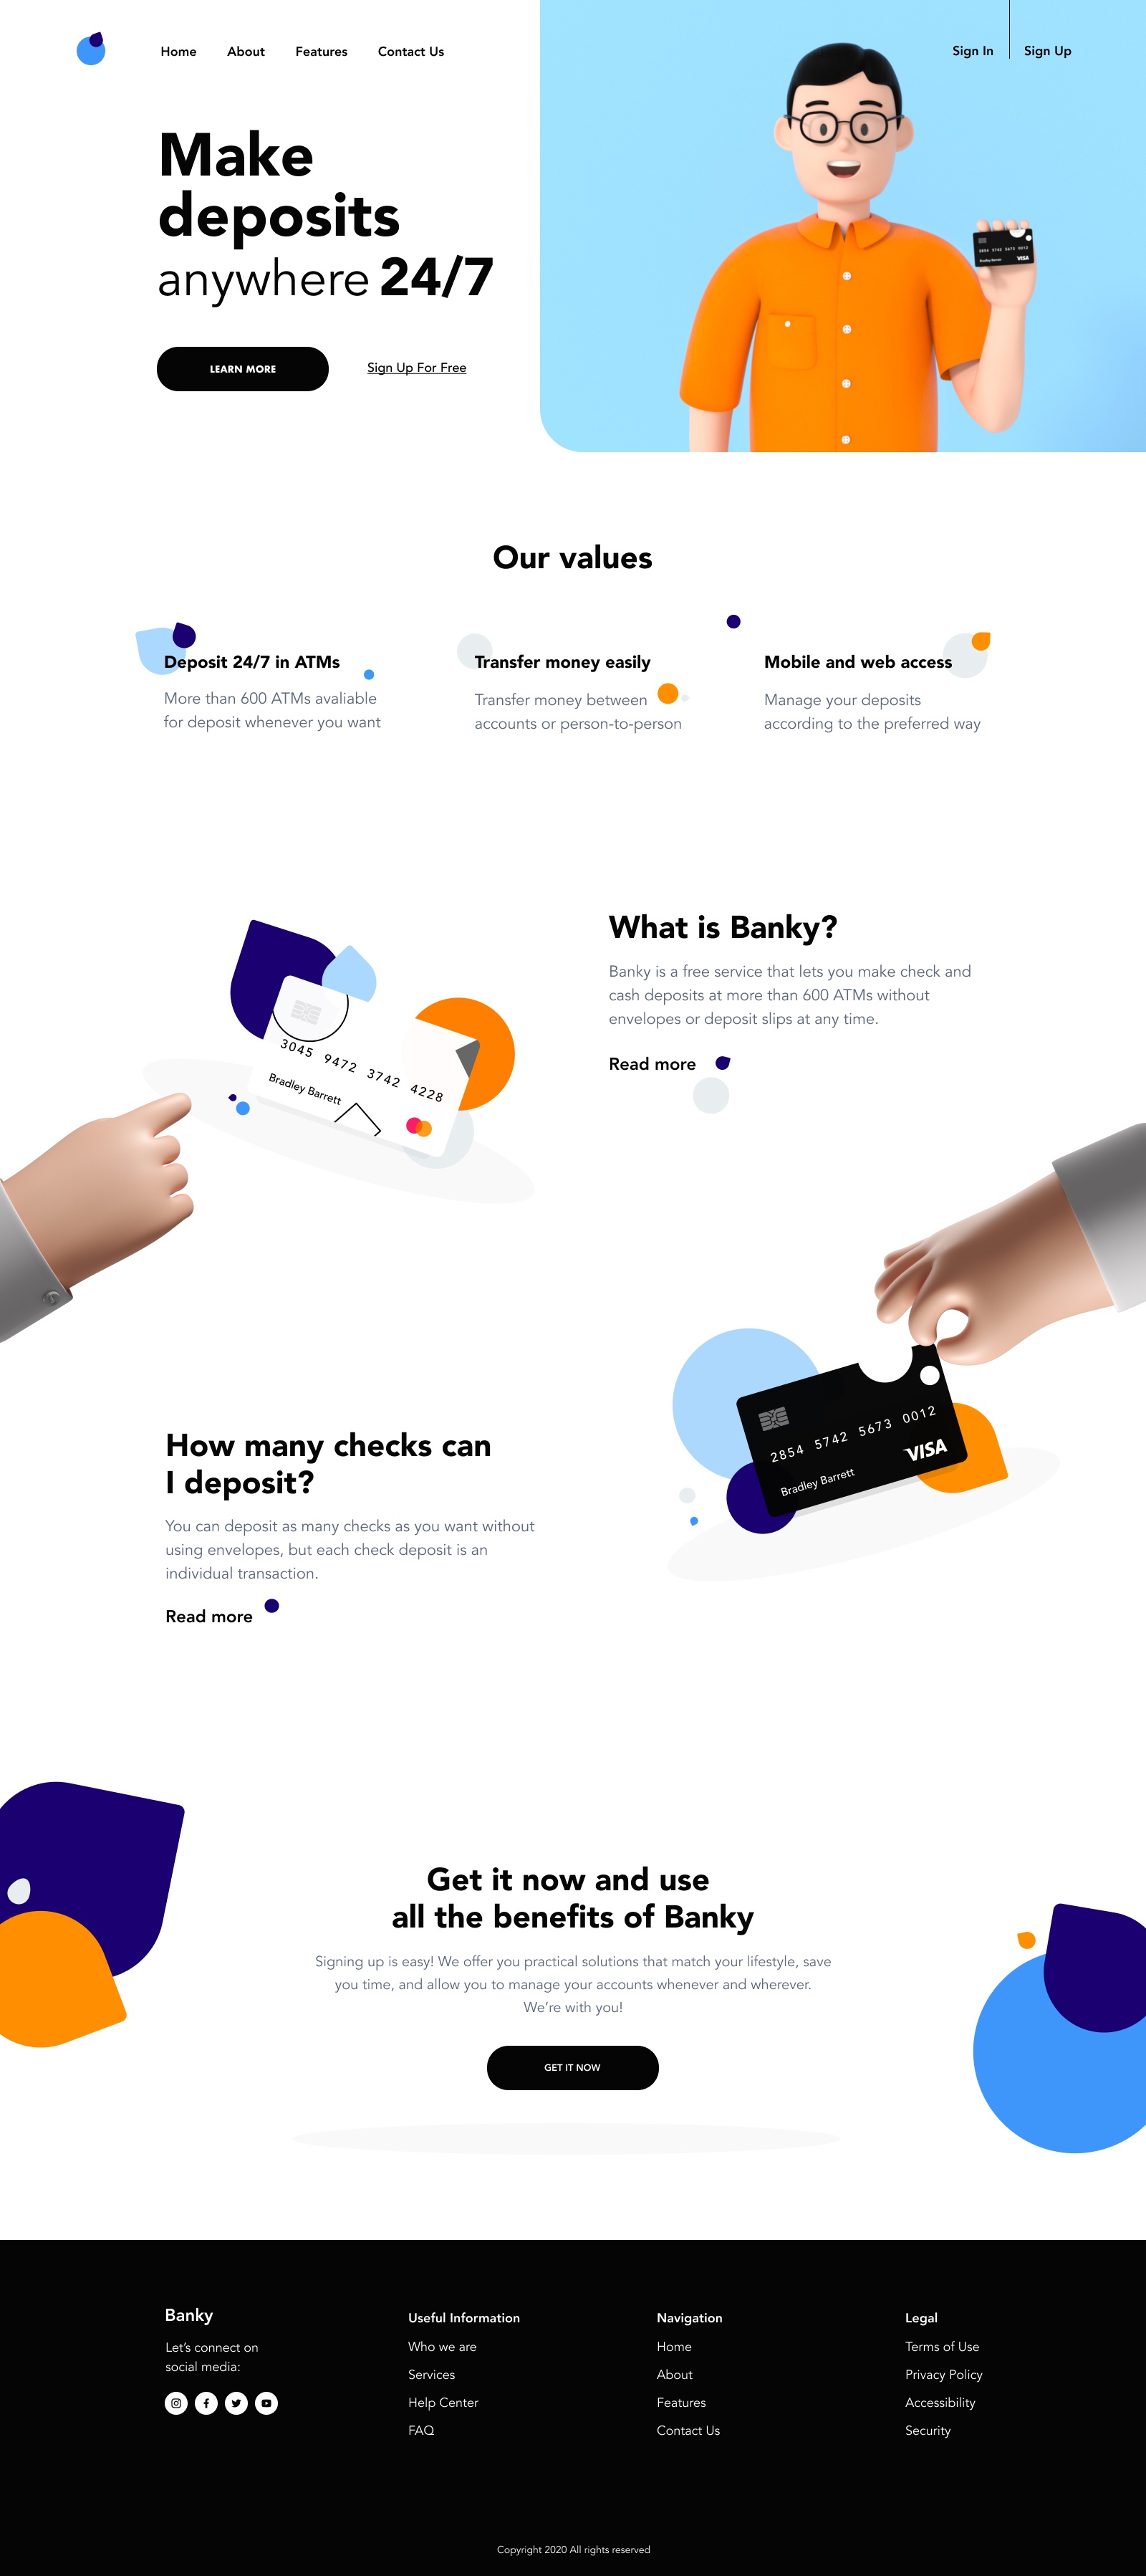 Home
About
Features
Contact Us
Sign In
Sign Up
Make
deposits
anywhere 24/7
LEARN MORE
Sign Up For Free
2854 5742 5673 0012
Bradley Barrett
VISA
Our values
Deposit 24/7 in ATMs
More than 600 ATMs avaliable
for deposit whenever you want
Transfer money easily
Transfer money between
accounts or person-to-person
Mobile and web access
Manage your deposits
according to the preferred way
3045 9472 3742 4228
Bradley Barrett
What is Banky?
Banky is a free service that lets you make check and
cash deposits at more than 600 ATMs without
envelopes or deposit slips at any time.
Read more
How many checks can
I deposit?
You can deposit as many checks as you want without
using envelopes, but each check deposit is an
individual transaction.
Read more
2854 5742 5673 0012
Bradley Barrett
VISA
Get it now and use
all the benefits of Banky
Signing up is easy! We offer you practical solutions that match your lifestyle, save
you time, and allow you to manage your accounts whenever and wherever.
We’re with you!
GET IT NOW
Banky
Let’s connect on
social media:
Useful Information
Who we are
Services
Help Center
FAQ
Navigation
Home
About
Features
Contact Us
Legal
Terms of Use
Privacy Policy
Accessibility
Security
Copyright 2020 All rights reserved